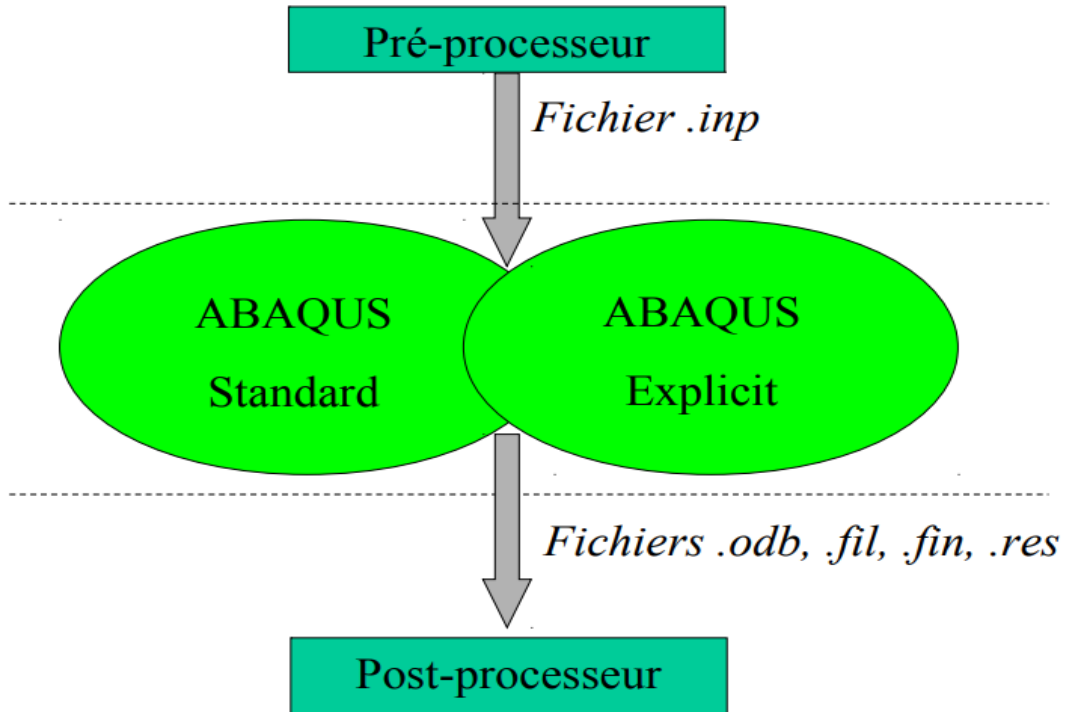 Pré-processeur
Fichier .inp
ABAQUS
Standard
ABAQUS
Explicit
Fichiers .odb, .fil, .fin, .res
Post-processeur